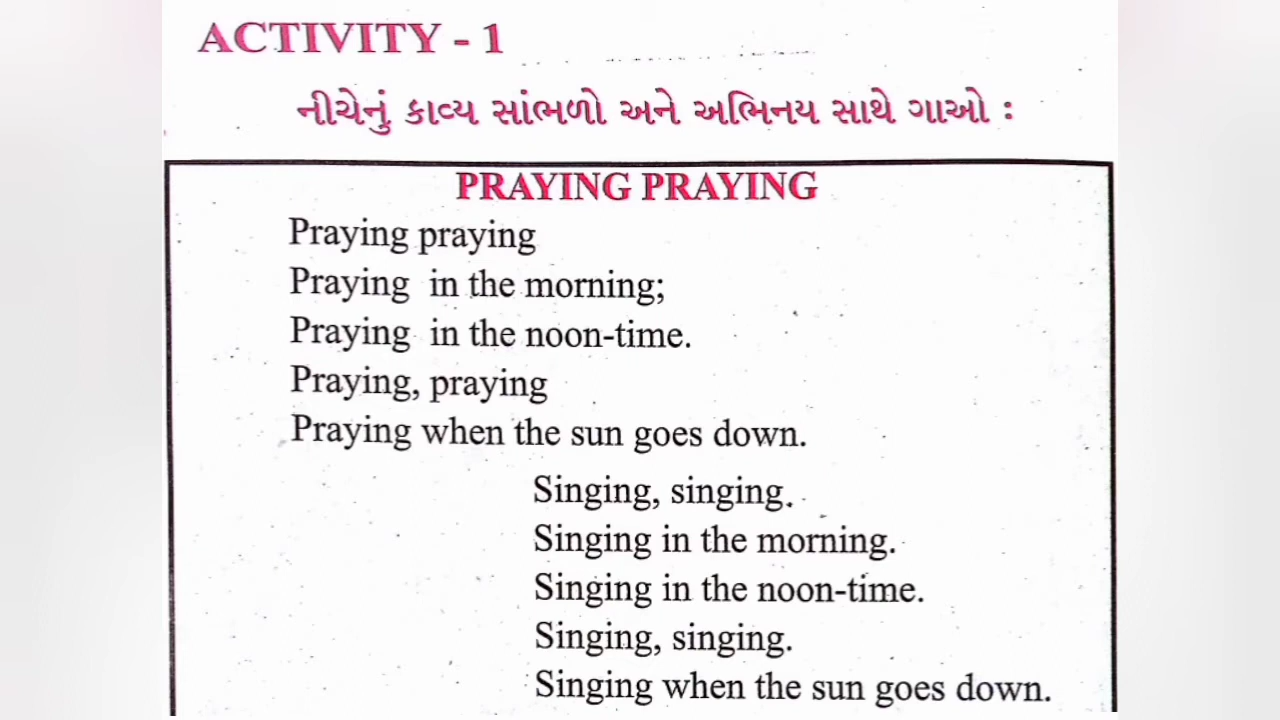 ACTIVITY - 1
નીચેનું કાવ્ય સાંભળો અને અભિનય સાથે ગાઓ :
PRAYING PRAYING
Praying praying
Praying in the morning;
Praying in the noon-time.
Praying, praying
Praying when the sun goes down.
Singing, singing.
Singing in the morning.
Singing in the noon-time.
Singing, singing.
Singing when the sun goes down.